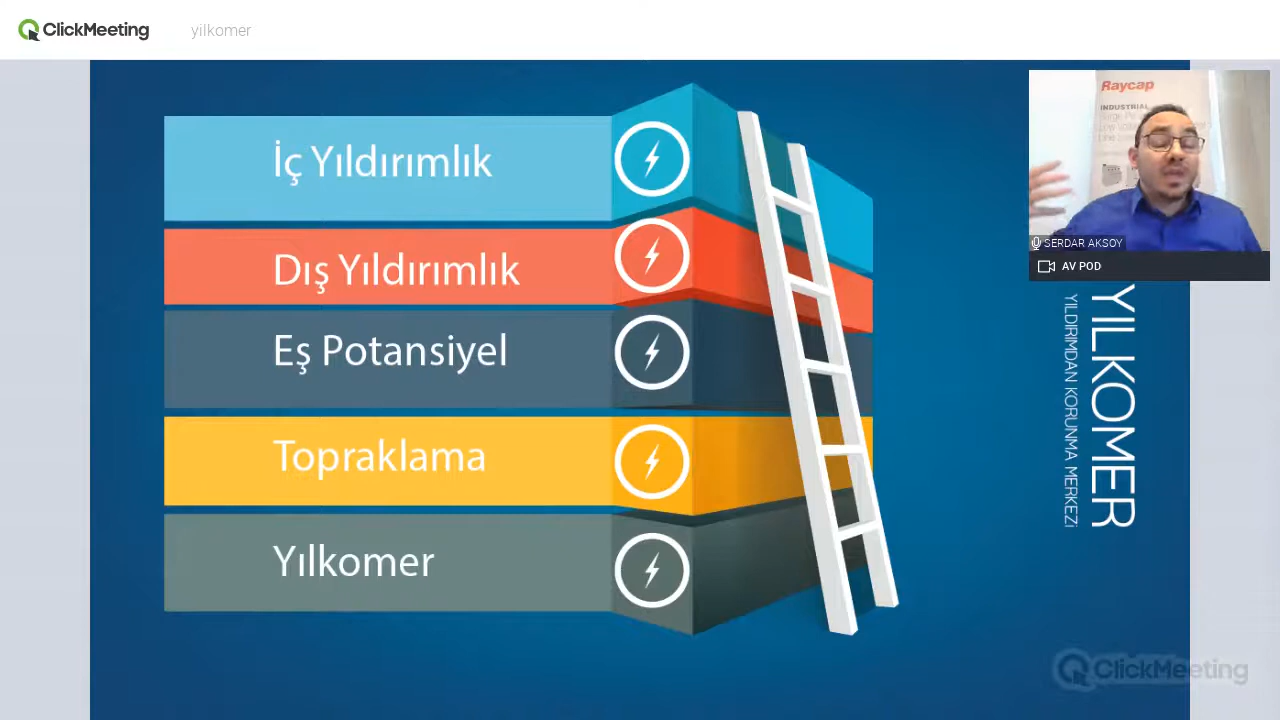 ClickMeeting
yilkomer
İç Yıldırımlık
Dış Yıldırımlık
Eş Potansiyel
Topraklama
Yılkomer
Raycap
INDUSTRIAL
SERDAR AKSOY
AV POD
YILKOMER
YILDIRIMDAN KORUNMA MERKEZİ
ClickMeeting